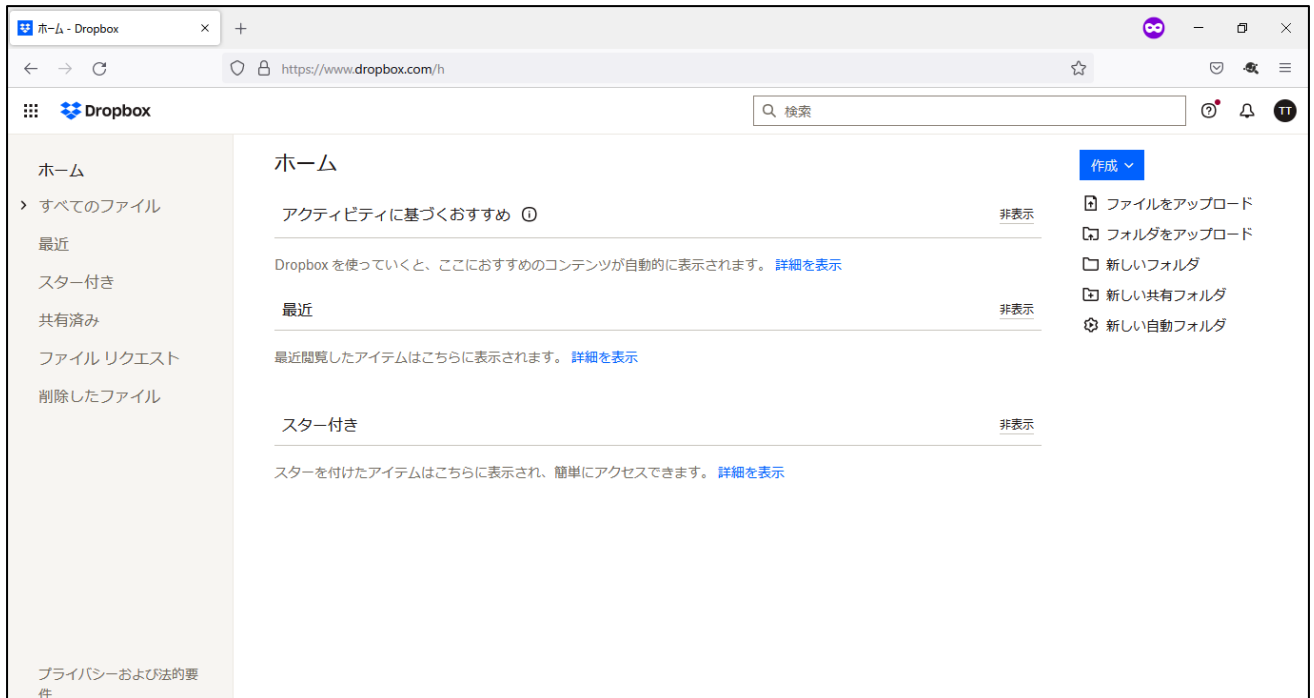 ホーム - Dropbox
https://www.dropbox.com/h
Dropbox
検索
TT
ホーム
すべてのファイル
最近
スター付き
共有済み
ファイル リクエスト
削除したファイル
プライバシーおよび法的要
件
ホーム
アクティビティに基づくおすすめ
非表示
Dropbox を使っていくと、ここにおすすめのコンテンツが自動的に表示されます。 詳細を表示
最近
非表示
最近閲覧したアイテムはこちらに表示されます。 詳細を表示
スター付き
非表示
スターを付けたアイテムはこちらに表示され、簡単にアクセスできます。 詳細を表示
作成
ファイルをアップロード
フォルダをアップロード
新しいフォルダ
新しい共有フォルダ
新しい自動フォルダ